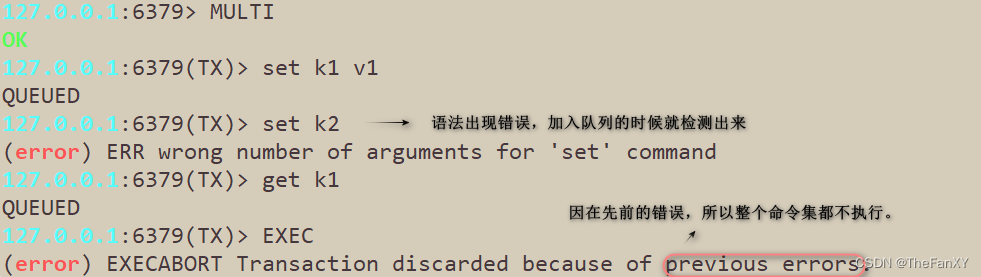 127.0.0.1:6379> MULTI
OK
127.0.0.1:6379(TX)> set k1 v1
QUEUED
127.0.0.1:6379(TX)> set k2 语法出现错误，加入队列的时候就检测出来
(error) ERR wrong number of arguments for 'set' command
127.0.0.1:6379(TX)> get k1
QUEUED
因在先前的错误，所以整个命令集都不执行。
127.0.0.1:6379(TX)> EXEC
(error) EXECABORT Transaction discarded because of previous errors.
CSDN @TheFanXY